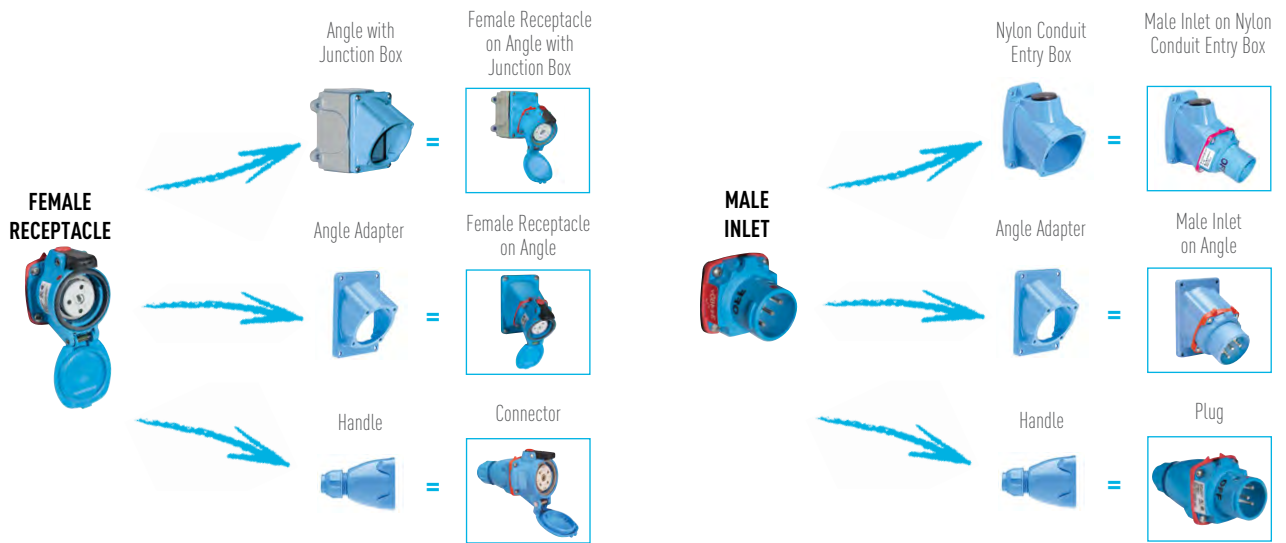 Angle with
Junction Box
=
Female Receptacle
on Angle with
Junction Box
FEMALE
RECEPTACLE
Angle Adapter
=
Female Receptacle
on Angle
Handle
=
Connector
Nylon Conduit
Entry Box
=
Male Inlet on Nylon
Conduit Entry Box
MALE
INLET
OFF
Angle Adapter
=
Male Inlet
on Angle
Handle
=
Plug
OFF